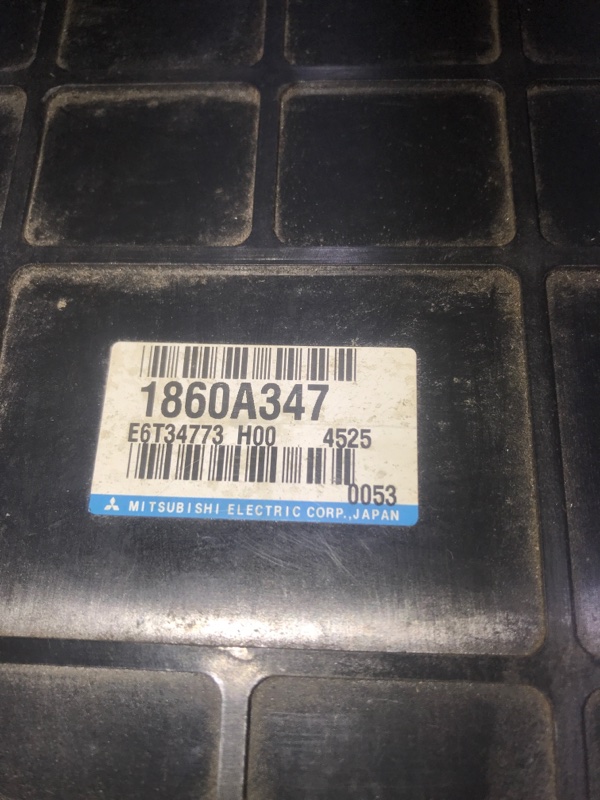 1860A347
E6T34773 H00 4525
0053
MITSUBISHI ELECTRIC CORP.,JAPAN